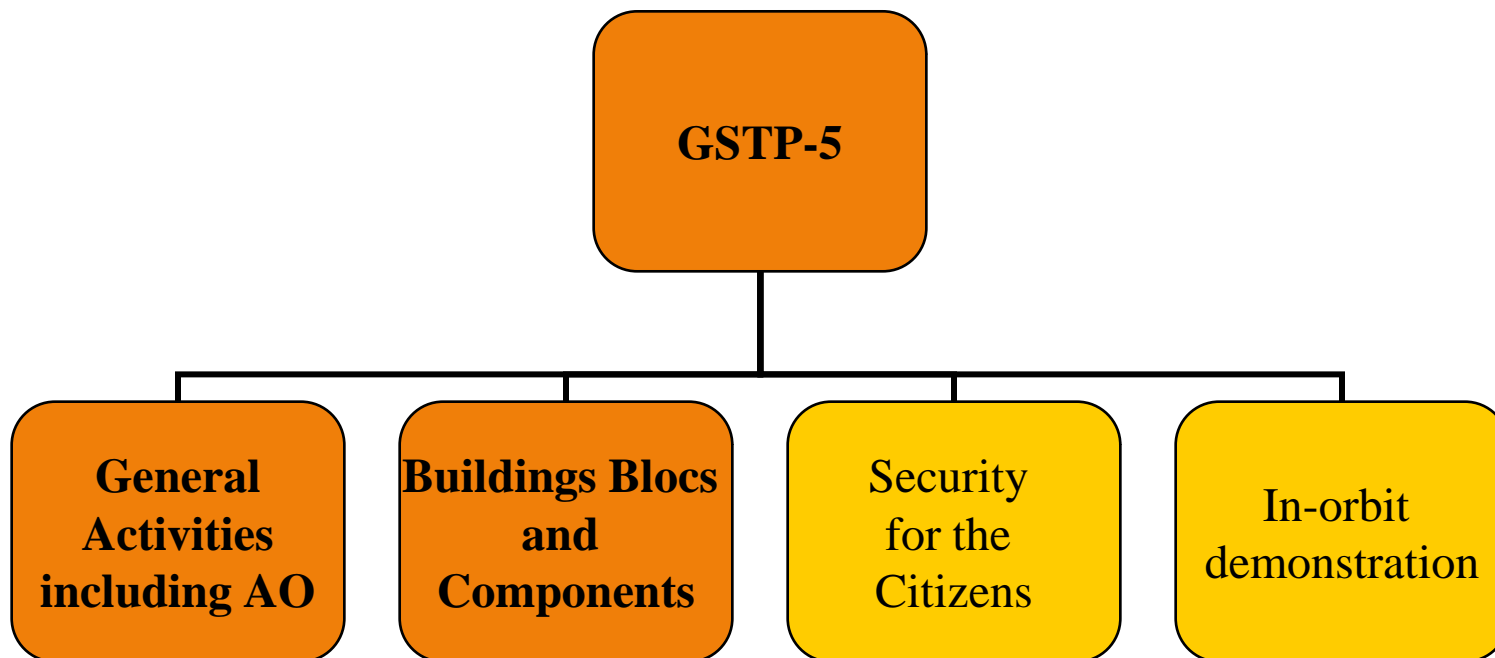 GSTP-5
General
Activities
including AO
Buildings Blocs
and
Components
Security
for the
Citizens
In-orbit
demonstration